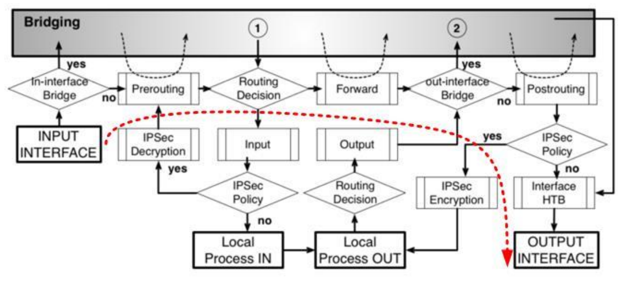 Bridging
1
2
yes
yes
In-interface
Bridge
no
Prerouting
Routing
Decision
Forward
out-interface
Bridge
no
Postrouting
INPUT
INTERFACE
IPSec
Decryption
Input
Output
yes
IPSec
Policy
yes
no
IPSec
Policy
no
Routing
Decision
IPSec
Encryption
Interface
HTB
Local
Process IN
Local
Process OUT
OUTPUT
INTERFACE